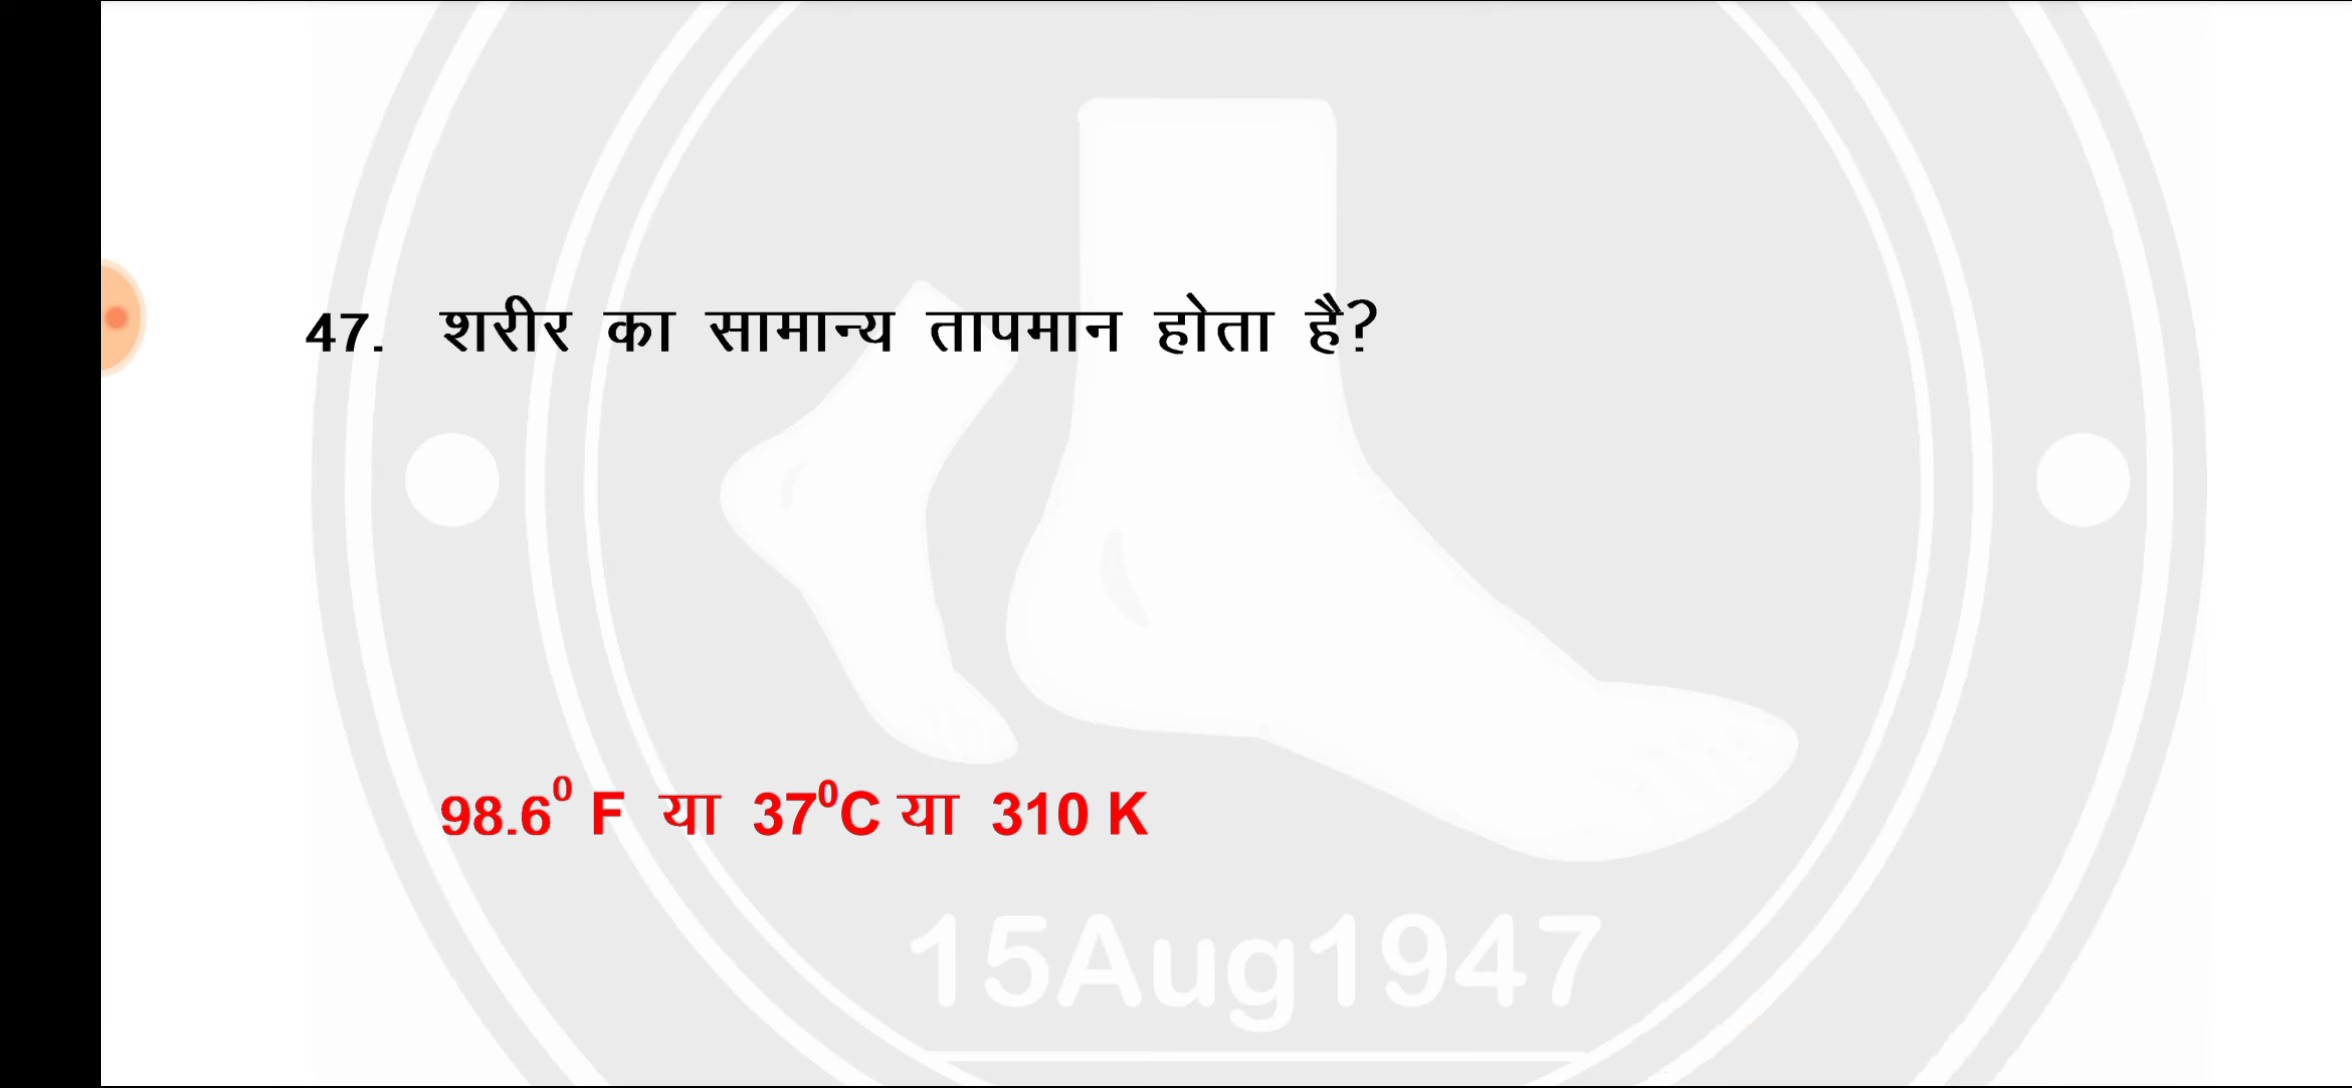 47. शरीर का सामान्य तापमान होता है?
98.6⁰ F या 37⁰C या 310 K
15Aug1947